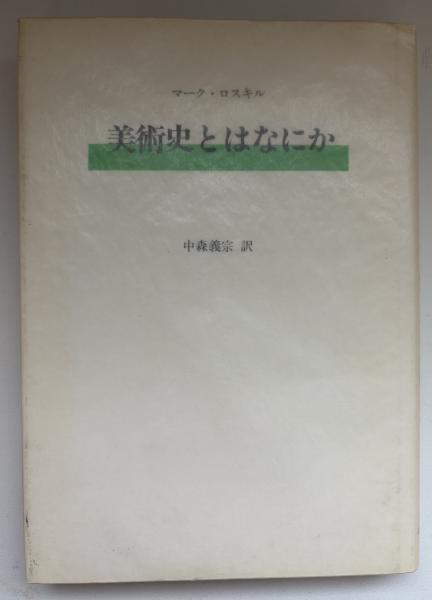 マーク・ロスキル
美術史とはなにか
中森義宗 訳